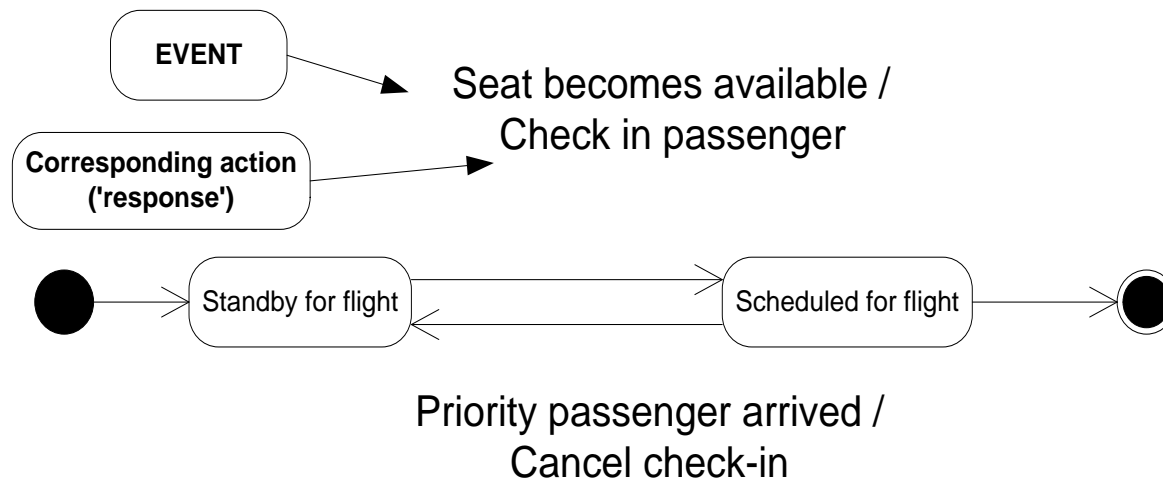 EVENT
Seat becomes available /
Check in passenger
Corresponding action
('response')
Standby for flight
Scheduled for flight
Priority passenger arrived /
Cancel check-in